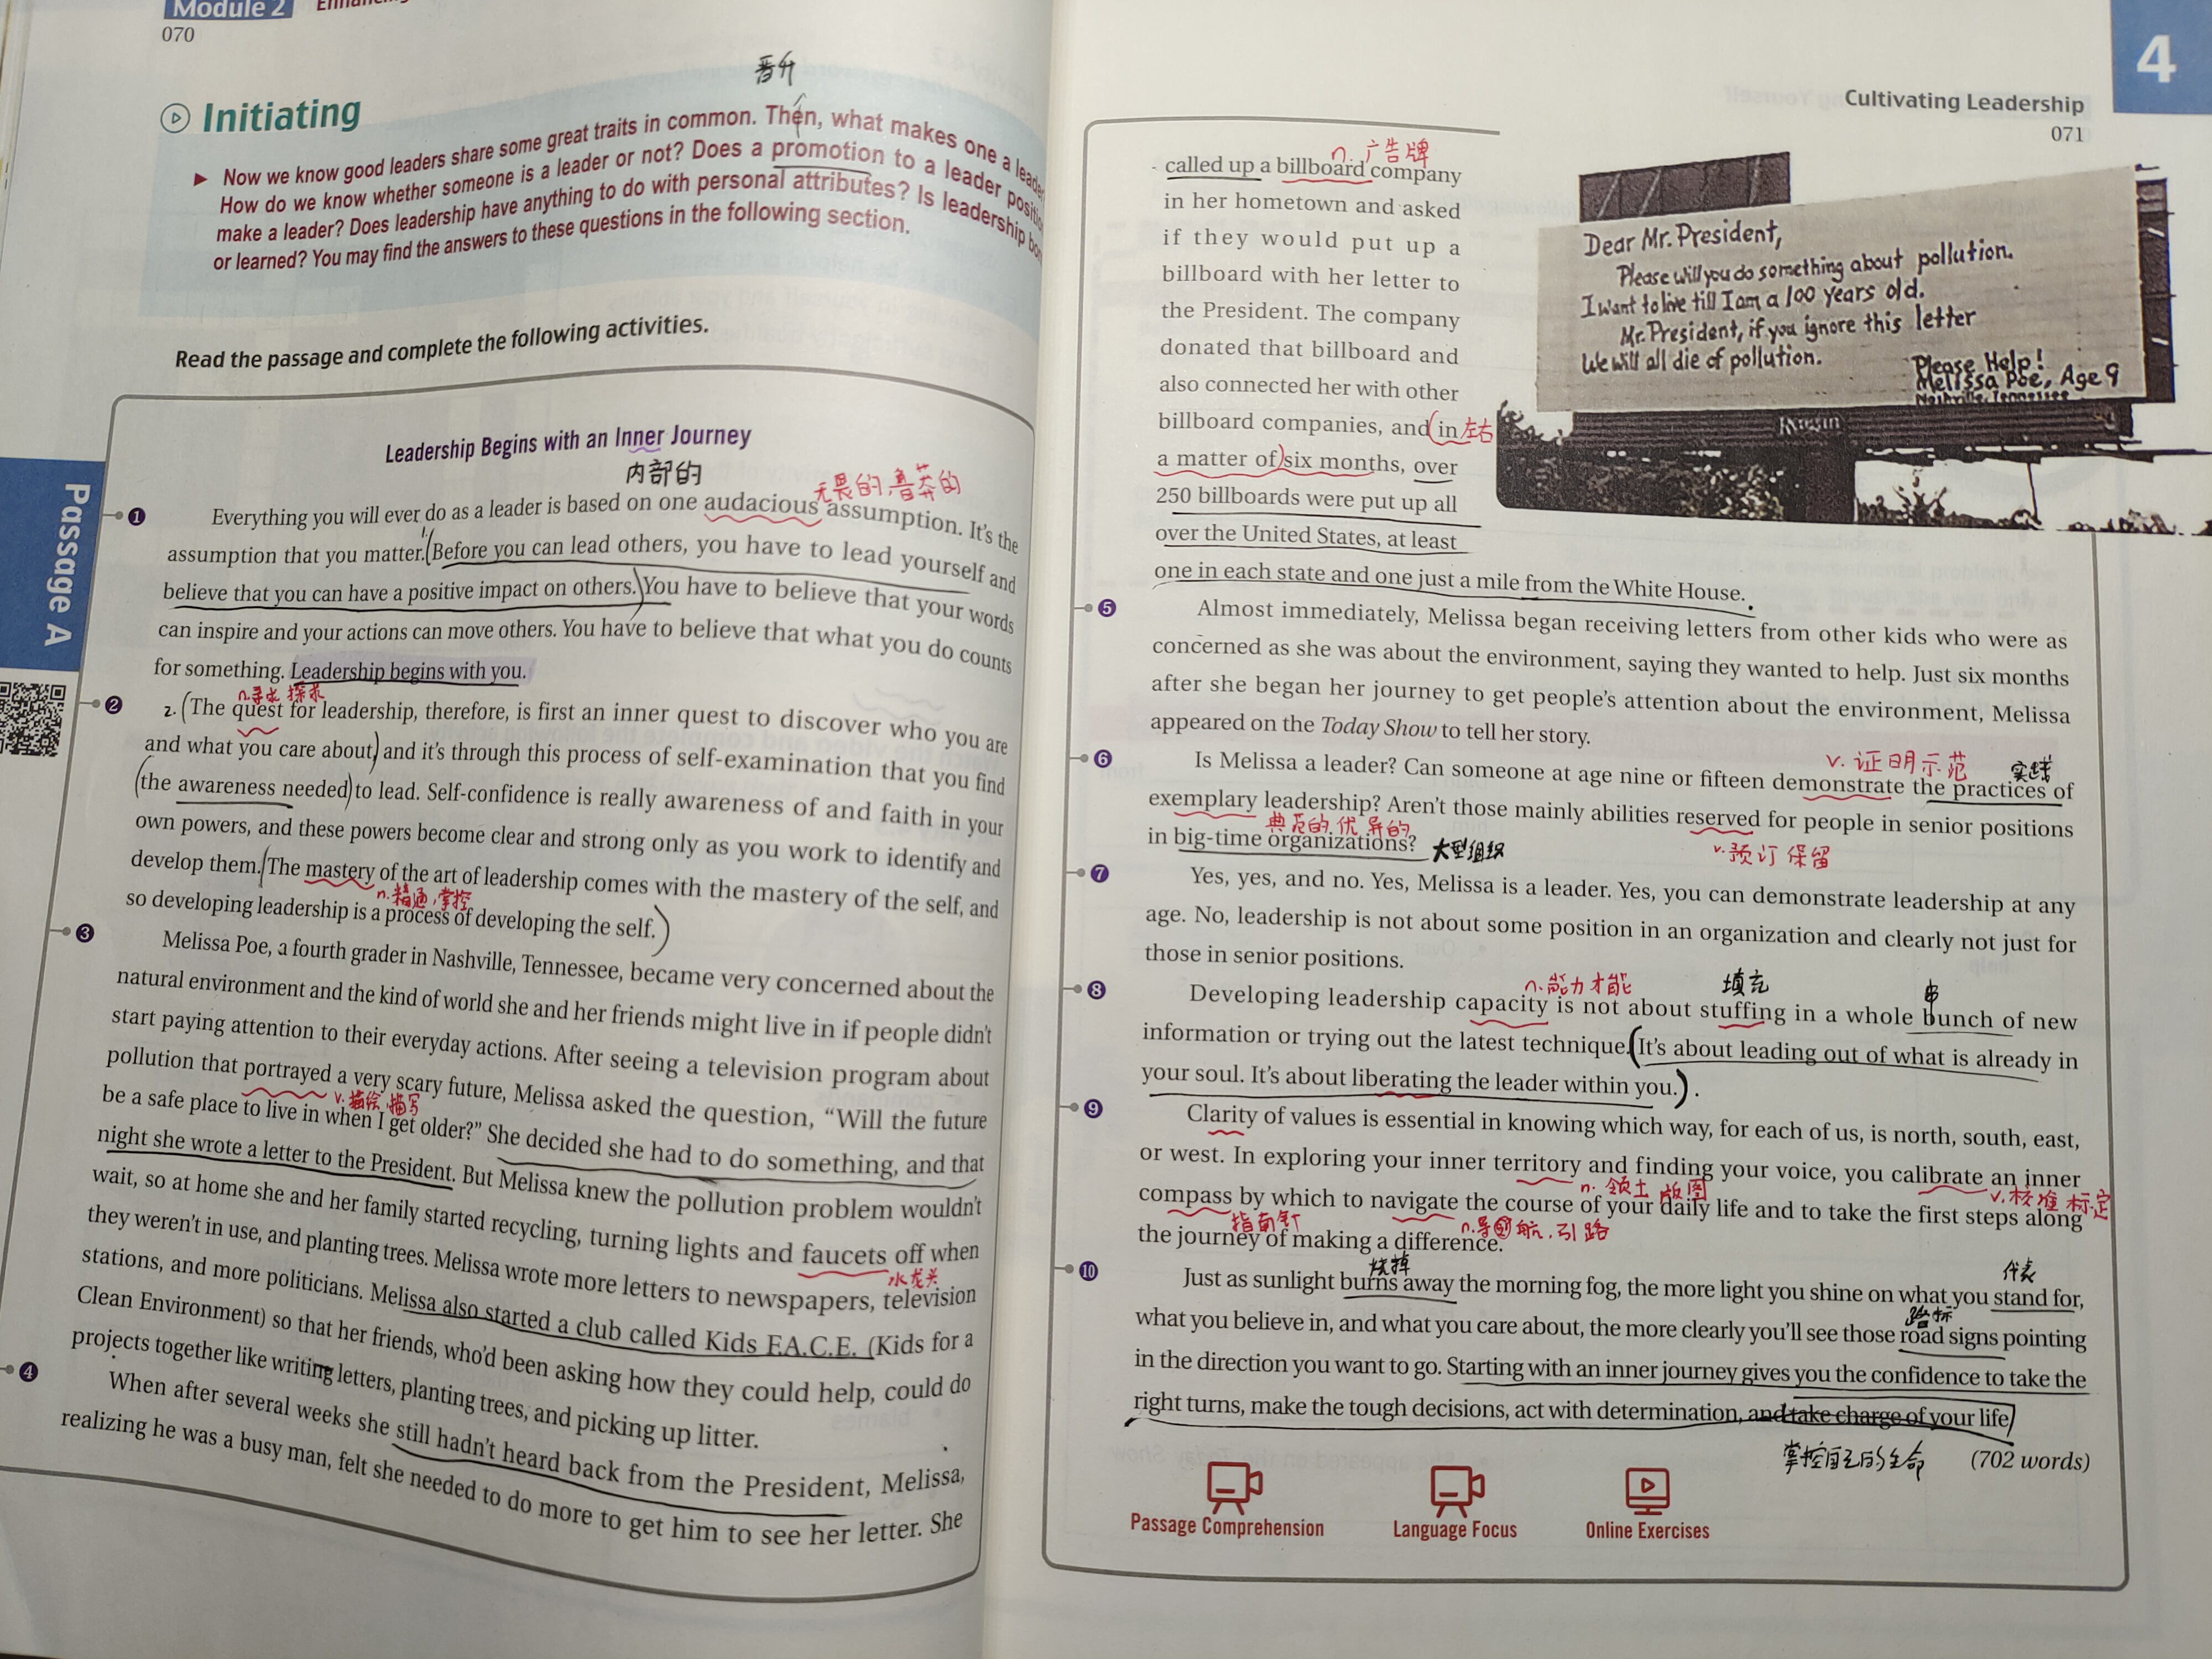 Module 2
070
晋升
Initiating
Now we know good leaders share some great traits in common. Then, what makes one a leader
How do we know whether someone is a leader or not? Does a promotion to a leader
make a leader? Does leadership have anything to do with personal attributes? Is leadership
or learned? You may find the answers to these questions in the following section.
Read the passage and complete the following activities.
Passage A
Leadership Begins with an Inner Journey
内部的
无畏的,鲁莽的
1 Everything you will ever do as a leader is based on one audacious assumption. It's the
assumption that you matter. 1. (Before you can lead others, you have to lead yourself and
believe that you can have a positive impact on others.) You have to believe that your words
can inspire and your actions can move others. You have to believe that what you do counts
for something. Leadership begins with you.
n.寻求 探求
2 2. (The quest for leadership, therefore, is first an inner quest to discover who you are
and what you care about) and it's through this process of self-examination that you find
(the awareness needed) to lead. Self-confidence is really awareness of and faith in your
own powers, and these powers become clear and strong only as you work to identify and
develop them. (The mastery of the art of leadership comes with the mastery of the self, and
n.精通,掌控
so developing leadership is a process of developing the self.)
3 Melissa Poe, a fourth grader in Nashville, Tennessee, became very concerned about the
natural environment and the kind of world she and her friends might live in if people didn't
start paying attention to their everyday actions. After seeing a television program about
pollution that portrayed a very scary future, Melissa asked the question, “Will the future
v.描绘,描写
be a safe place to live in when I get older?” She decided she had to do something, and that
night she wrote a letter to the President. But Melissa knew the pollution problem wouldn't
wait, so at home she and her family started recycling, turning lights and faucets off when
水龙头
they weren't in use, and planting trees. Melissa wrote more letters to newspapers, television
stations, and more politicians. Melissa also started a club called Kids F.A.C.E. (Kids for a
Clean Environment) so that her friends, who'd been asking how they could help, could do
projects together like writing letters, planting trees, and picking up litter.
4 When after several weeks she still hadn't heard back from the President, Melissa,
realizing he was a busy man, felt she needed to do more to get him to see her letter. She
4
Cultivating Leadership
071
n.广告牌
called up a billboard company
in her hometown and asked
if they would put up a
billboard with her letter to
the President. The company
donated that billboard and
also connected her with other
billboard companies, and (in 左右
a matter of) six months, over
250 billboards were put up all
over the United States, at least
one in each state and one just a mile from the White House.
Dear Mr. President,
Please will you do something about pollution.
I want to live till I am a 100 years old.
Mr. President, if you ignore this letter
We will all die of pollution.
Please Help!
Melissa Poe, Age 9
Nashville, Tennessee
5 Almost immediately, Melissa began receiving letters from other kids who were as
concerned as she was about the environment, saying they wanted to help. Just six months
after she began her journey to get people's attention about the environment, Melissa
appeared on the Today Show to tell her story.
v.证明示范 实践
6 Is Melissa a leader? Can someone at age nine or fifteen demonstrate the practices of
exemplary leadership? Aren't those mainly abilities reserved for people in senior positions
典范的.优异的
in big-time organizations? 大型组织
v.预订 保留
7 Yes, yes, and no. Yes, Melissa is a leader. Yes, you can demonstrate leadership at any
age. No, leadership is not about some position in an organization and clearly not just for
those in senior positions.
n.能力才能 填充 串
8 Developing leadership capacity is not about stuffing in a whole bunch of new
information or trying out the latest technique. (It's about leading out of what is already in
your soul. It's about liberating the leader within you.).
9 Clarity of values is essential in knowing which way, for each of us, is north, south, east,
or west. In exploring your inner territory and finding your voice, you calibrate an inner
n.领土 版图 v.校准 标定
compass by which to navigate the course of your daily life and to take the first steps along
指南针 航.引路
the journey of making a difference.
烧掉 代表
10 Just as sunlight burns away the morning fog, the more light you shine on what you stand for,
路标
what you believe in, and what you care about, the more clearly you'll see those road signs pointing
in the direction you want to go. Starting with an inner journey gives you the confidence to take the
right turns, make the tough decisions, act with determination, and take charge of your life
掌控自己的生命
(702 words)
Passage Comprehension
Language Focus
Online Exercises